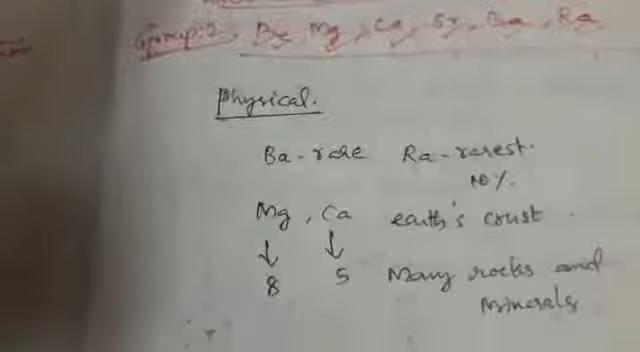 Group:2, Be, Mg, Ca, Sr, Ba, Ra
Physical.
Ba - rare Ra - rarest.
10%.
Mg, Ca earth's crust.
↓ ↓
8 5 Many rocks and
Minerals